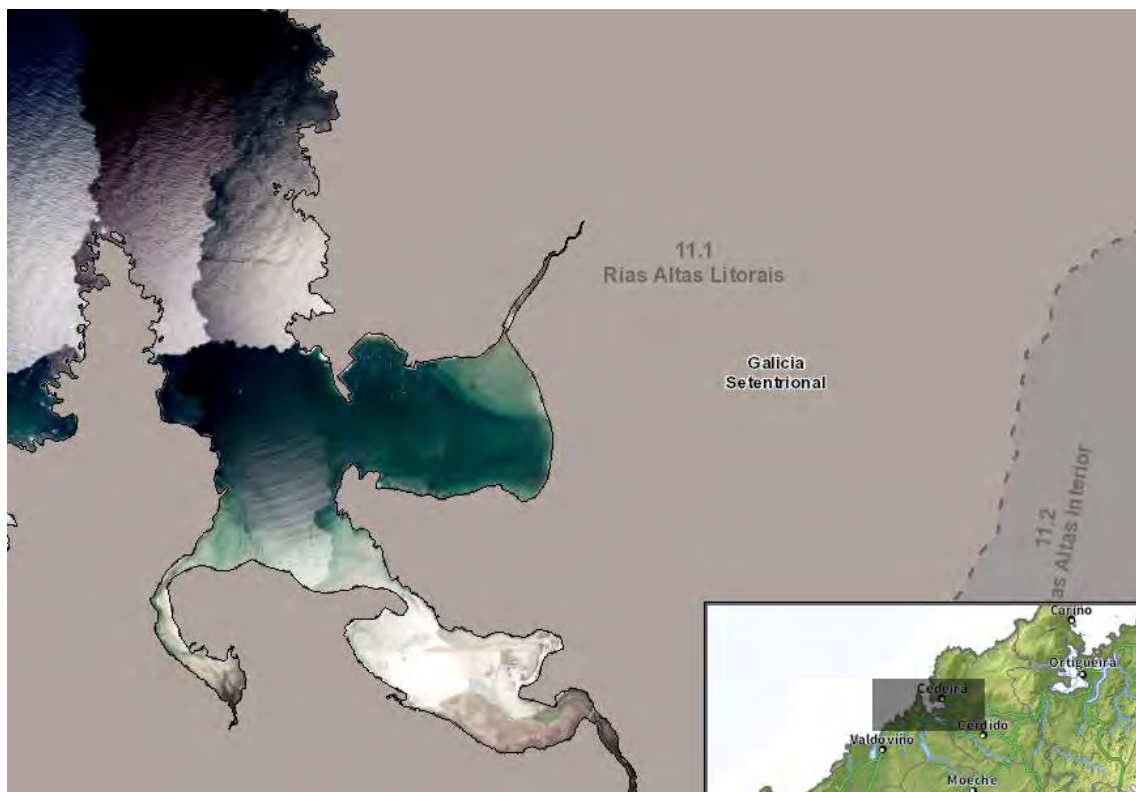 11.1
Rías Altas Litorais
Galicia
Setentrional
11.2
as Altas Interior
Cariño
Ortigueira
Cedeira
Cerdido
Valdoviño
Moeche